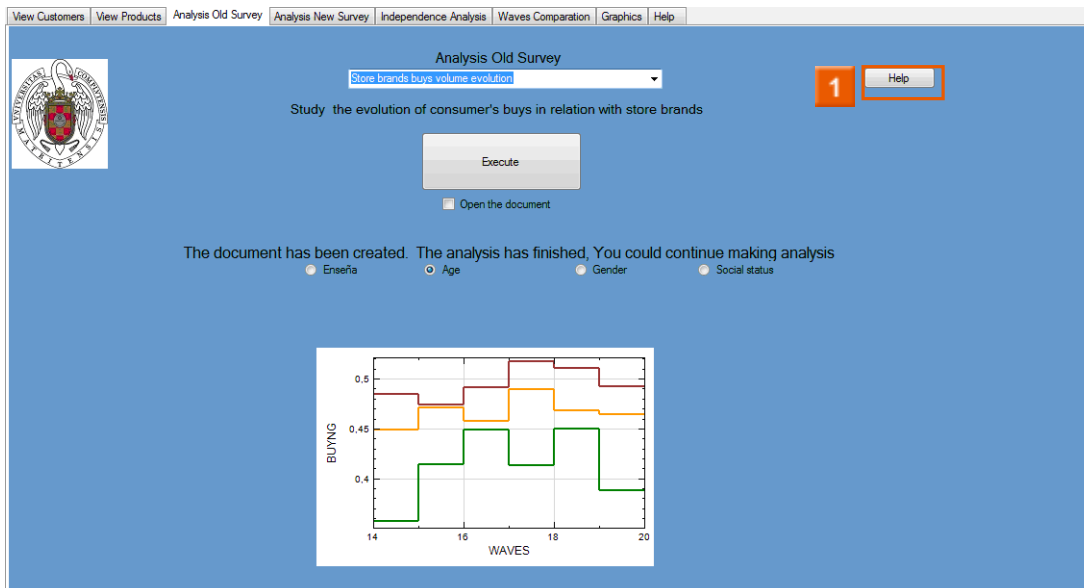 View Customers View Products Analysis Old Survey Analysis New Survey Independence Analysis Waves Comparation Graphics Help
Analysis Old Survey
Store brands buys volume evolution
1
Help
Study the evolution of consumer's buys in relation with store brands
Execute
Open the document
The document has been created. The analysis has finished, You could continue making analysis
Enseña Age Gender Social status
0,5
0,45
0,4
BUYNG
14 16 18 20
WAVES